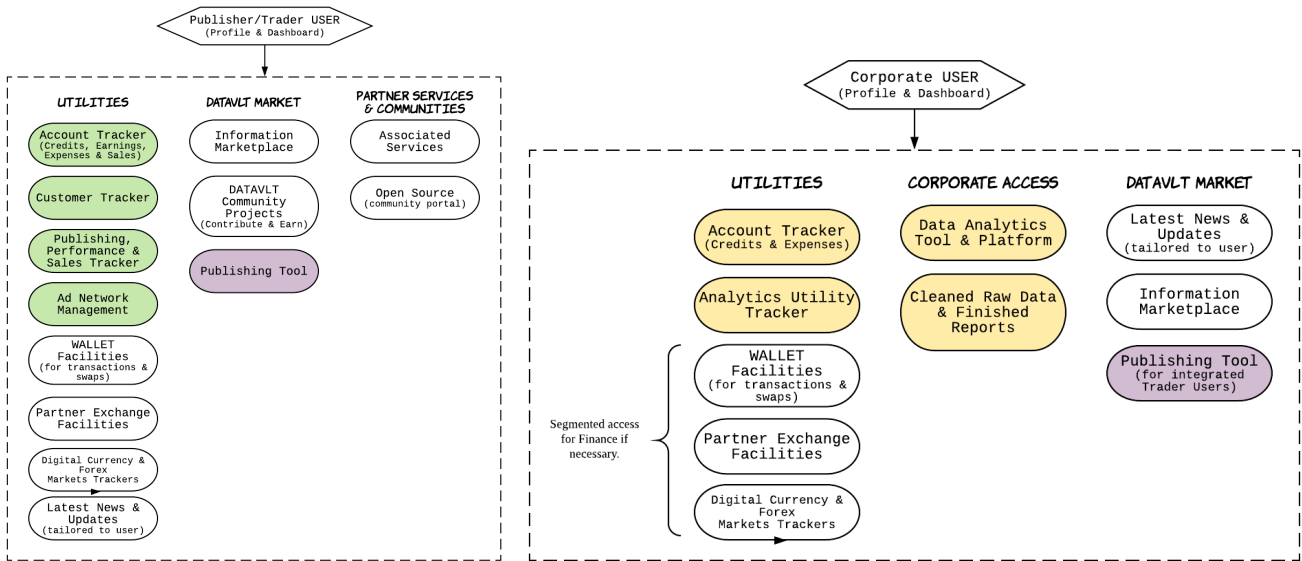 Publisher/Trader USER
(Profile & Dashboard)
UTILITIES
Account Tracker
(Credits, Earnings,
Expenses & Sales)
Customer Tracker
Publishing,
Performance &
Sales Tracker
Ad Network
Management
WALLET
Facilities
(for transactions &
swaps)
Partner Exchange
Facilities
Digital Currency &
Forex
Markets Trackers
Latest News &
Updates
(tailored to user)
DATAVLT MARKET
Information
Marketplace
DATAVLT
Community
Projects
(Contribute & Earn)
Publishing Tool
PARTNER SERVICES
& COMMUNITIES
Associated
Services
Open Source
(community portal)
Corporate USER
(Profile & Dashboard)
UTILITIES
Account Tracker
(Credits & Expenses)
Analytics Utility
Tracker
WALLET
Facilities
(for transactions &
swaps)
Partner Exchange
Facilities
Digital Currency &
Forex
Markets Trackers
Segmented access
for Finance if
necessary.
CORPORATE ACCESS
Data Analytics
Tool & Platform
Cleaned Raw Data
& Finished
Reports
DATAVLT MARKET
Latest News &
Updates
(tailored to user)
Information
Marketplace
Publishing Tool
(for integrated
Trader Users)